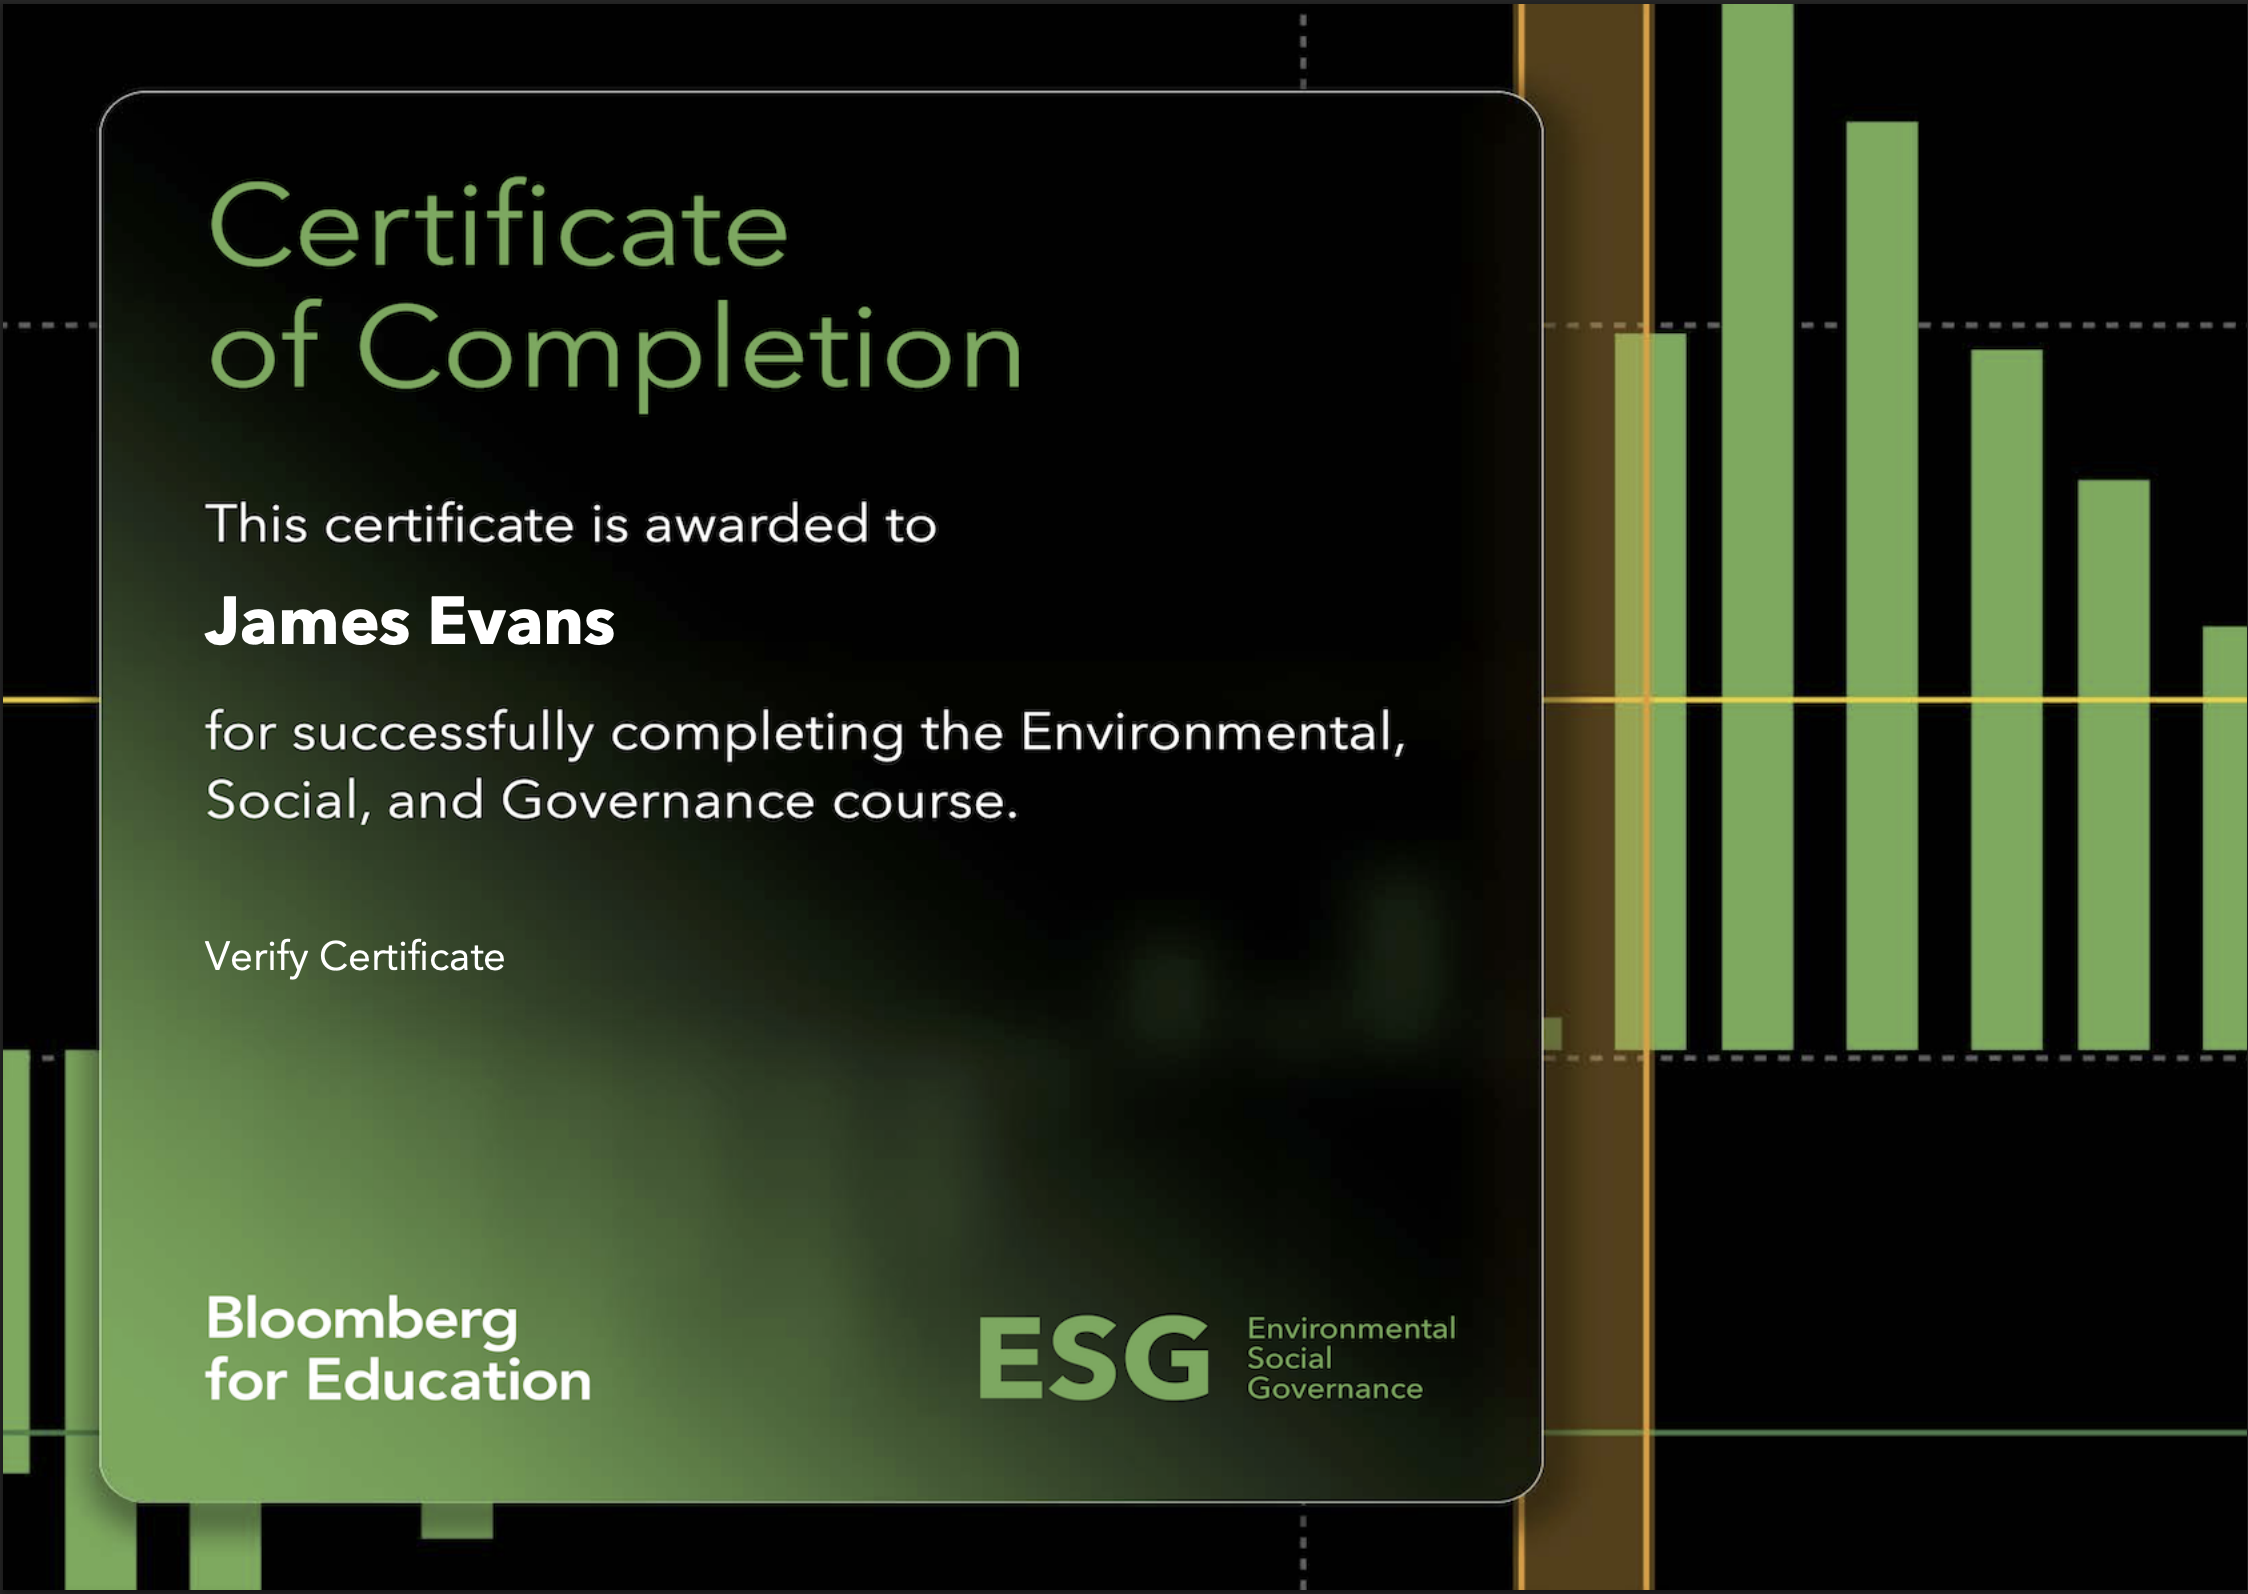 Certificate
of Completion
This certificate is awarded to
James Evans
for successfully completing the Environmental,
Social, and Governance course.
Verify Certificate
Bloomberg
for Education
ESG
Environmental
Social
Governance